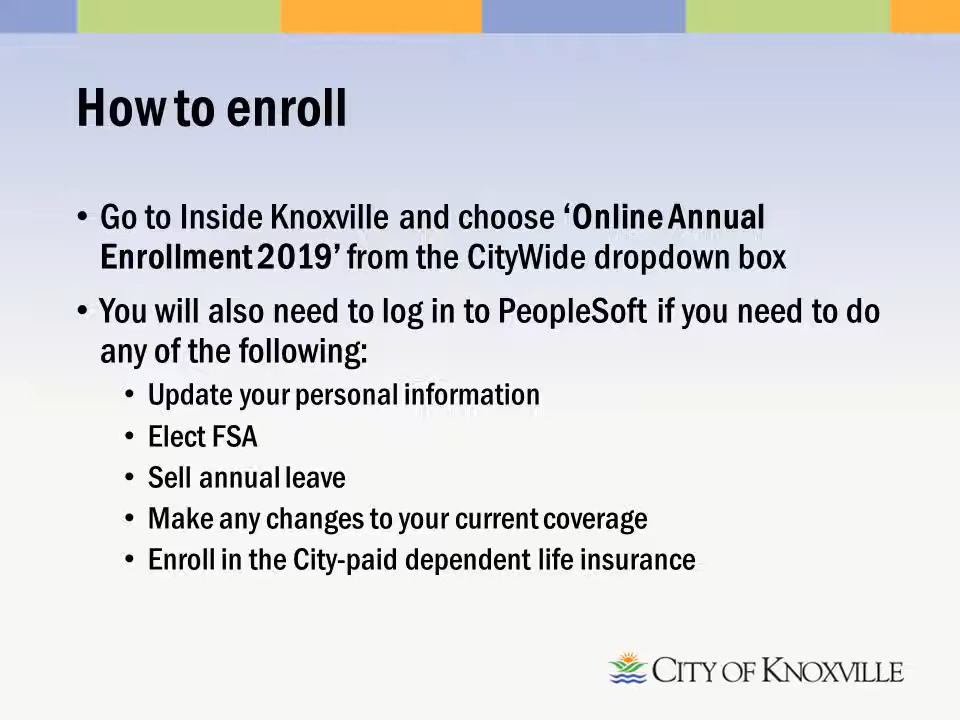 How to enroll
• Go to Inside Knoxville and choose ‘Online Annual
Enrollment 2019’ from the CityWide dropdown box
• You will also need to log in to PeopleSoft if you need to do
any of the following:
• Update your personal information
• Elect FSA
• Sell annual leave
• Make any changes to your current coverage
• Enroll in the City-paid dependent life insurance
CITY OF KNOXVILLE